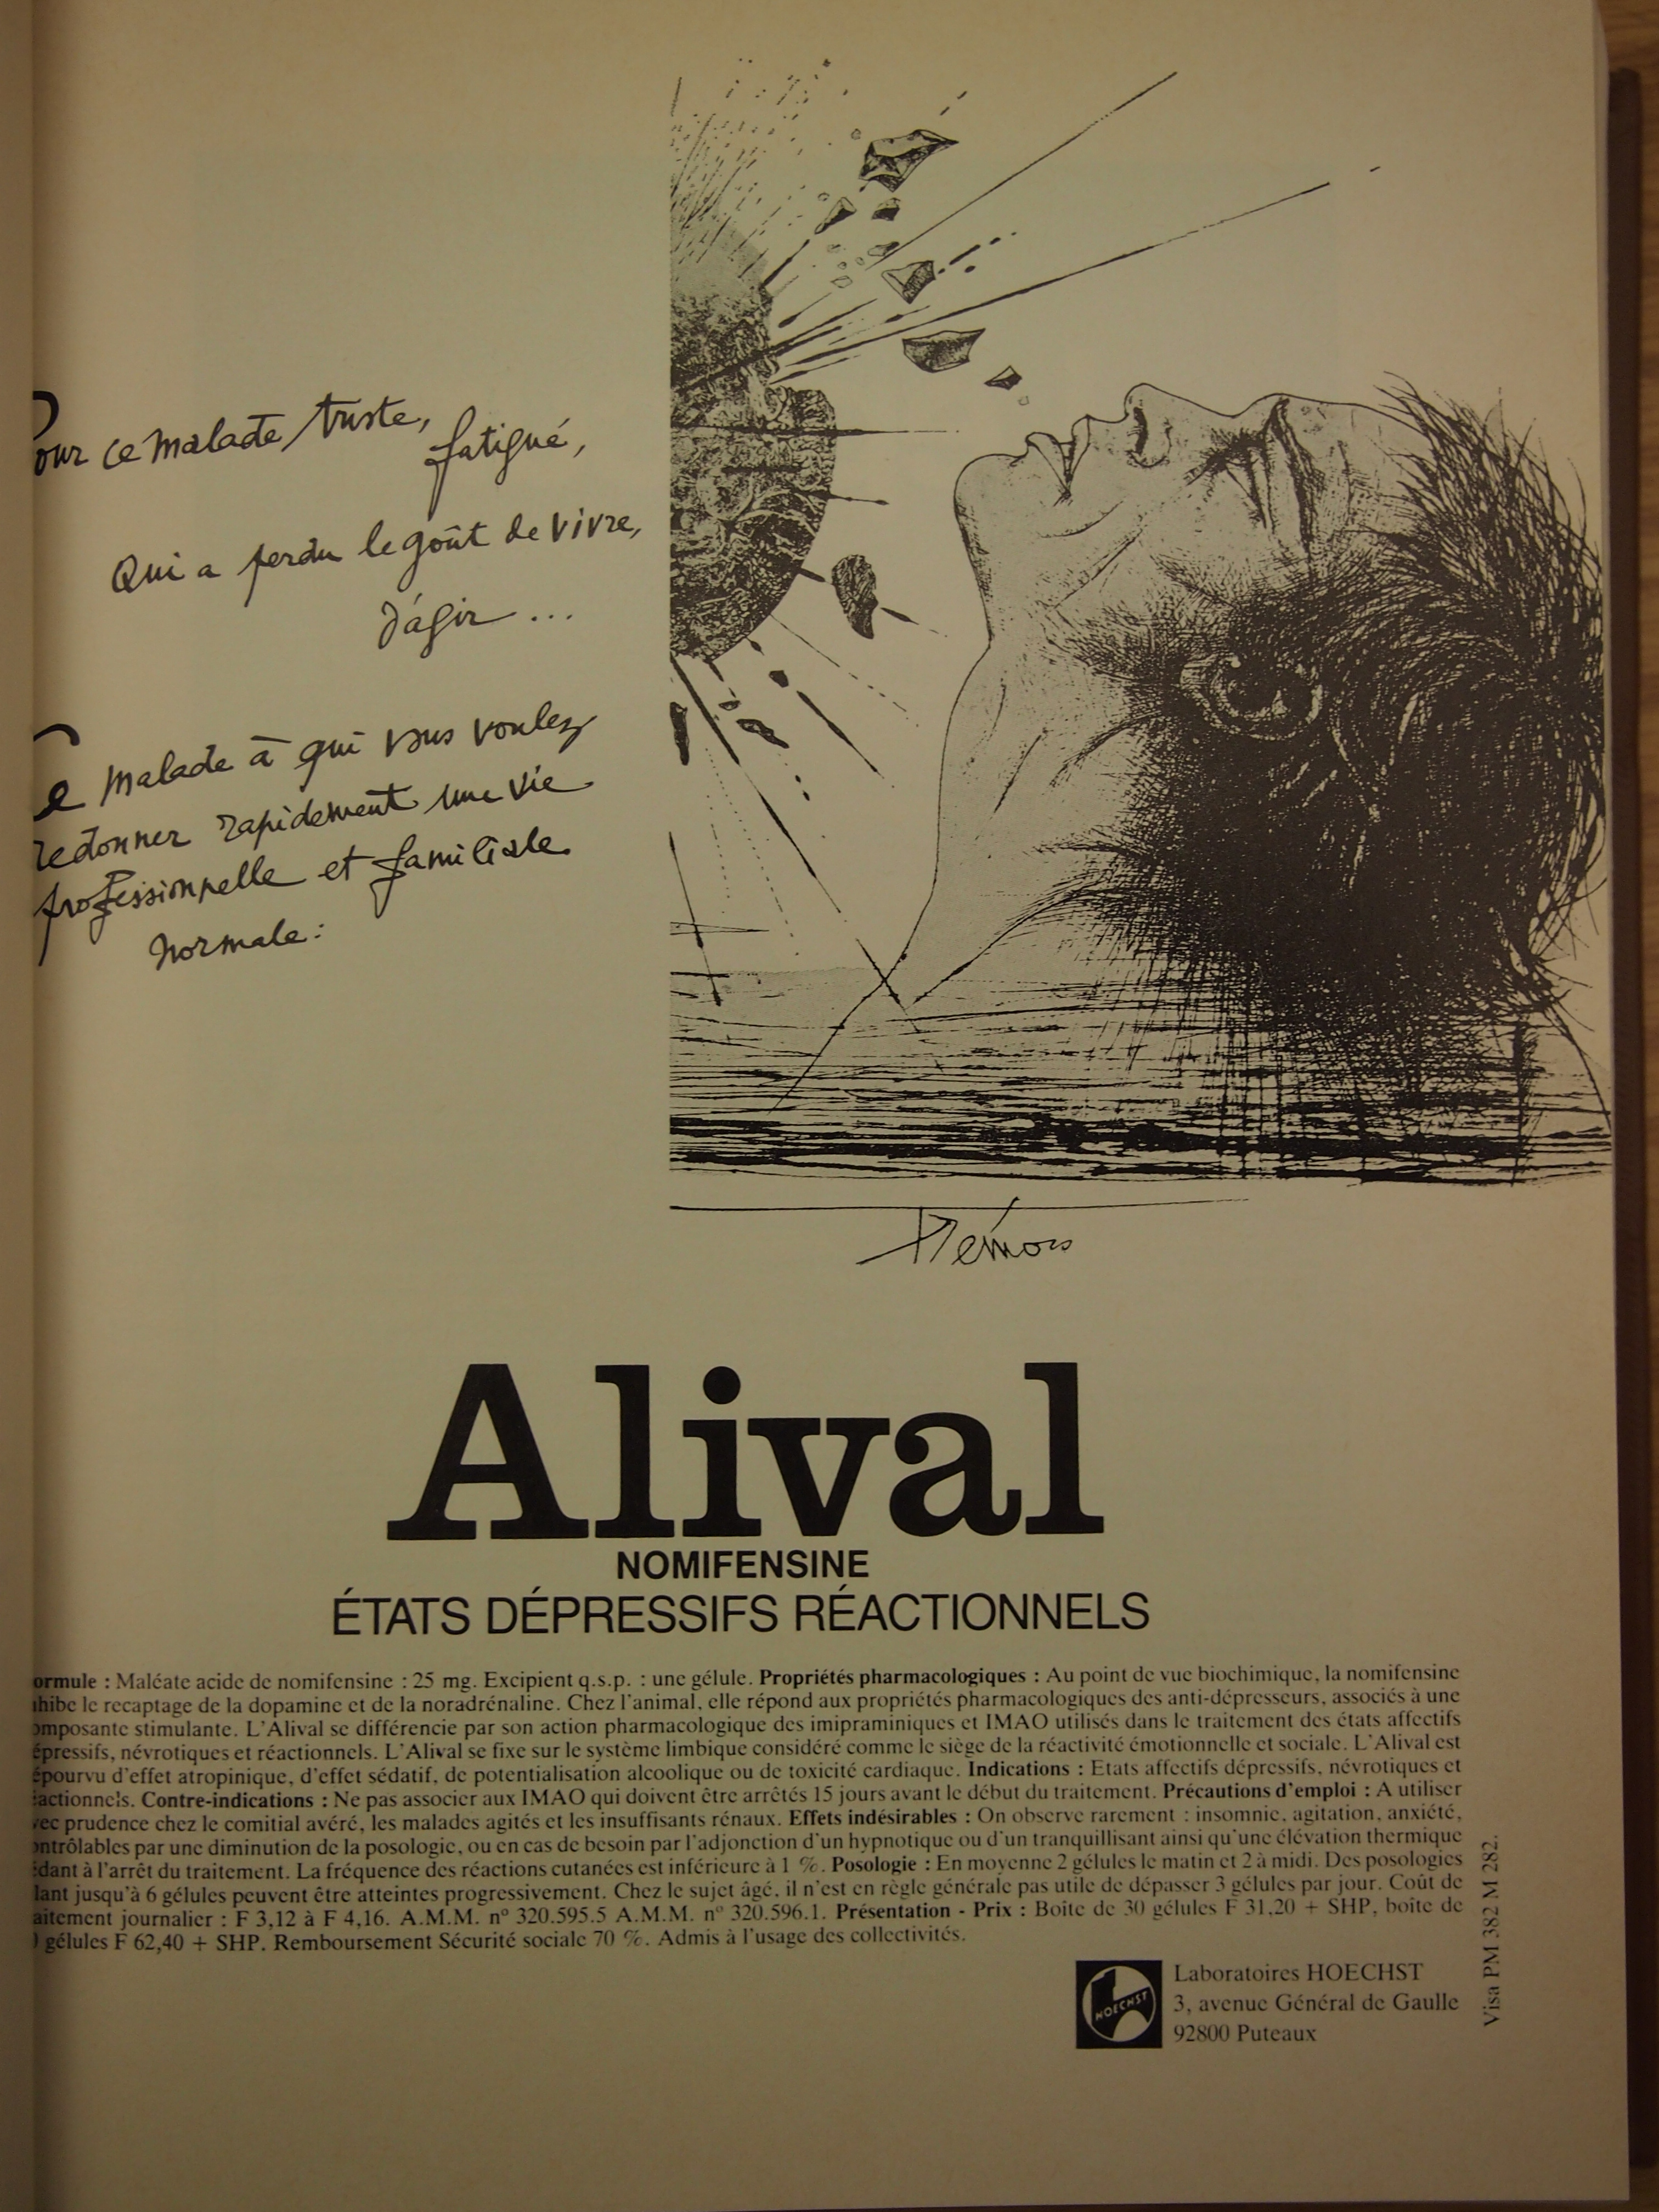 Pour ce malade triste,
fatigué,
Qui a perdu le goût de vivre,
d'agir ...
Ce malade à qui vous voulez
redonner rapidement une vie
professionnelle et familiale
normale :
Trémois
Alival
NOMIFENSINE
ÉTATS DÉPRESSIFS RÉACTIONNELS
ormule : Maléate acide de nomifensine : 25 mg. Excipient q.s.p. : une gélule. Propriétés pharmacologiques : Au point de vue biochimique, la nomifensine
hibe le recaptage de la dopamine et de la noradrénaline. Chez l'animal, elle répond aux propriétés pharmacologiques des anti-dépresseurs, associés à une
omposante stimulante. L'Alival se différencie par son action pharmacologique des imipraminiques et IMAO utilisés dans le traitement des états affectifs
épressifs, névrotiques et réactionnels. L'Alival se fixe sur le système limbique considéré comme le siège de la réactivité émotionnelle et sociale. L'Alival est
épourvu d'effet atropinique, d'effet sédatif, de potentialisation alcoolique ou de toxicité cardiaque. Indications : Etats affectifs dépressifs, névrotiques et
actionnels. Contre-indications : Ne pas associer aux IMAO qui doivent être arrêtés 15 jours avant le début du traitement. Précautions d'emploi : A utiliser
vec prudence chez le comitial avéré, les malades agités et les insuffisants rénaux. Effets indésirables : On observe rarement : insomnie, agitation, anxiété,
ontrôlables par une diminution de la posologie, ou en cas de besoin par l'adjonction d'un hypnotique ou d'un tranquillisant ainsi qu'une élévation thermique
édant à l'arrêt du traitement. La fréquence des réactions cutanées est inférieure à 1 %. Posologie : En moyenne 2 gélules le matin et 2 à midi. Des posologies
lant jusqu'à 6 gélules peuvent être atteintes progressivement. Chez le sujet âgé, il n'est en règle générale pas utile de dépasser 3 gélules par jour. Coût de
aitement journalier : F 3,12 à F 4,16. A.M.M. n° 320.595.5 A.M.M. n° 320.596.1. Présentation - Prix : Boîte de 30 gélules F 31,20 + SHP, boîte de
gélules F 62,40 + SHP. Remboursement Sécurité sociale 70 %. Admis à l'usage des collectivités.
HOECHST
Laboratoires HOECHST
3, avenue Général de Gaulle
92800 Puteaux
Visa PM 382 M 282.